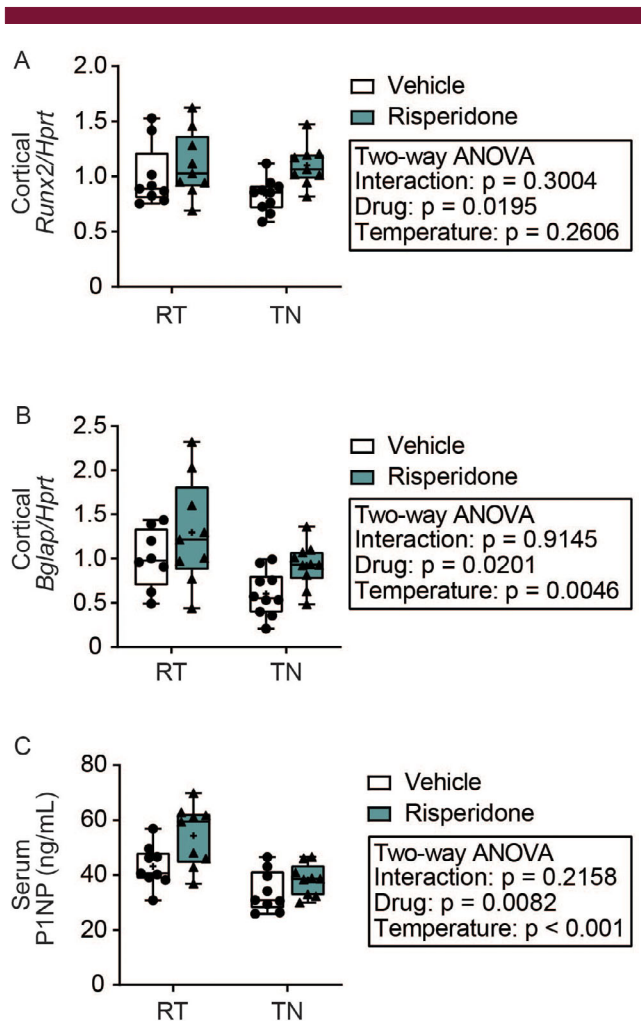 A
Cortical
Runx2/Hprt
2.0
1.5
1.0
0.5
0
RT
TN
Vehicle
Risperidone
Two-way ANOVA
Interaction: p = 0.3004
Drug: p = 0.0195
Temperature: p = 0.2606
B
Cortical
Bglap/Hprt
2.5
2.0
1.5
1.0
0.5
0
RT
TN
Vehicle
Risperidone
Two-way ANOVA
Interaction: p = 0.9145
Drug: p = 0.0201
Temperature: p = 0.0046
C
Serum
P1NP (ng/mL)
80
60
40
20
0
RT
TN
Vehicle
Risperidone
Two-way ANOVA
Interaction: p = 0.2158
Drug: p = 0.0082
Temperature: p < 0.001